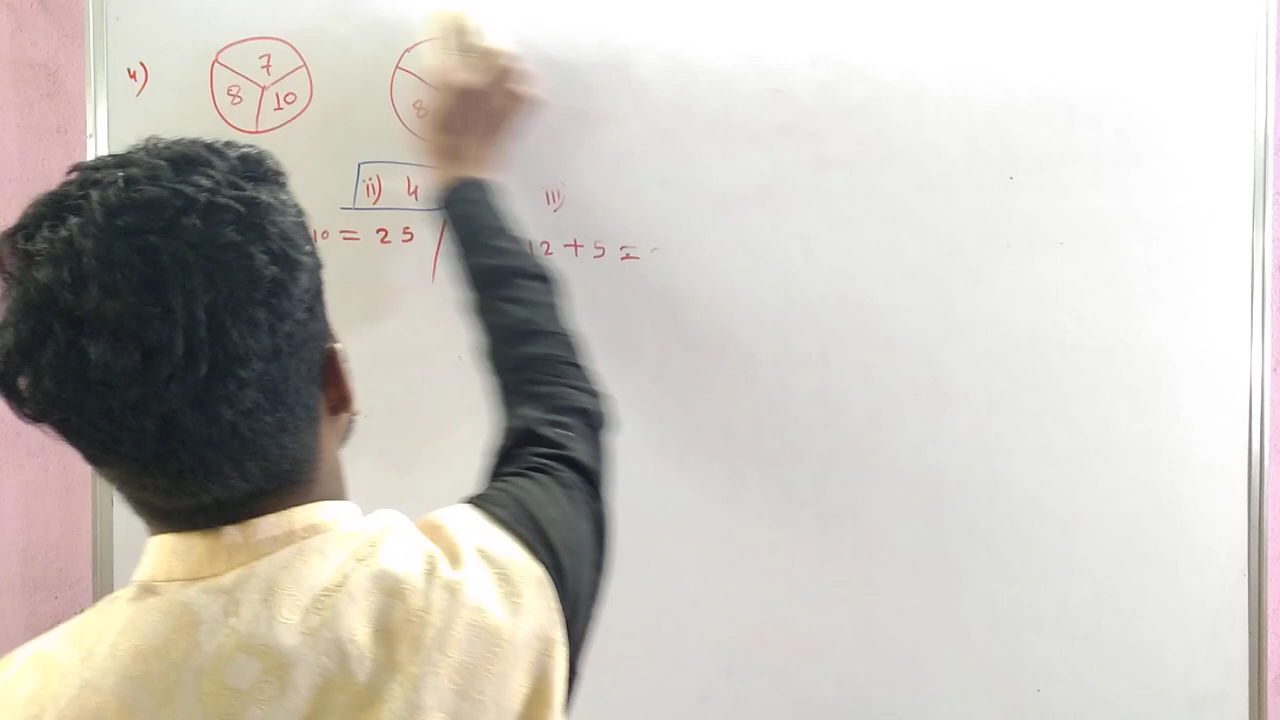 4)
7
8 10
8
ii) 4
iii)
10 = 25
12 + 5 =